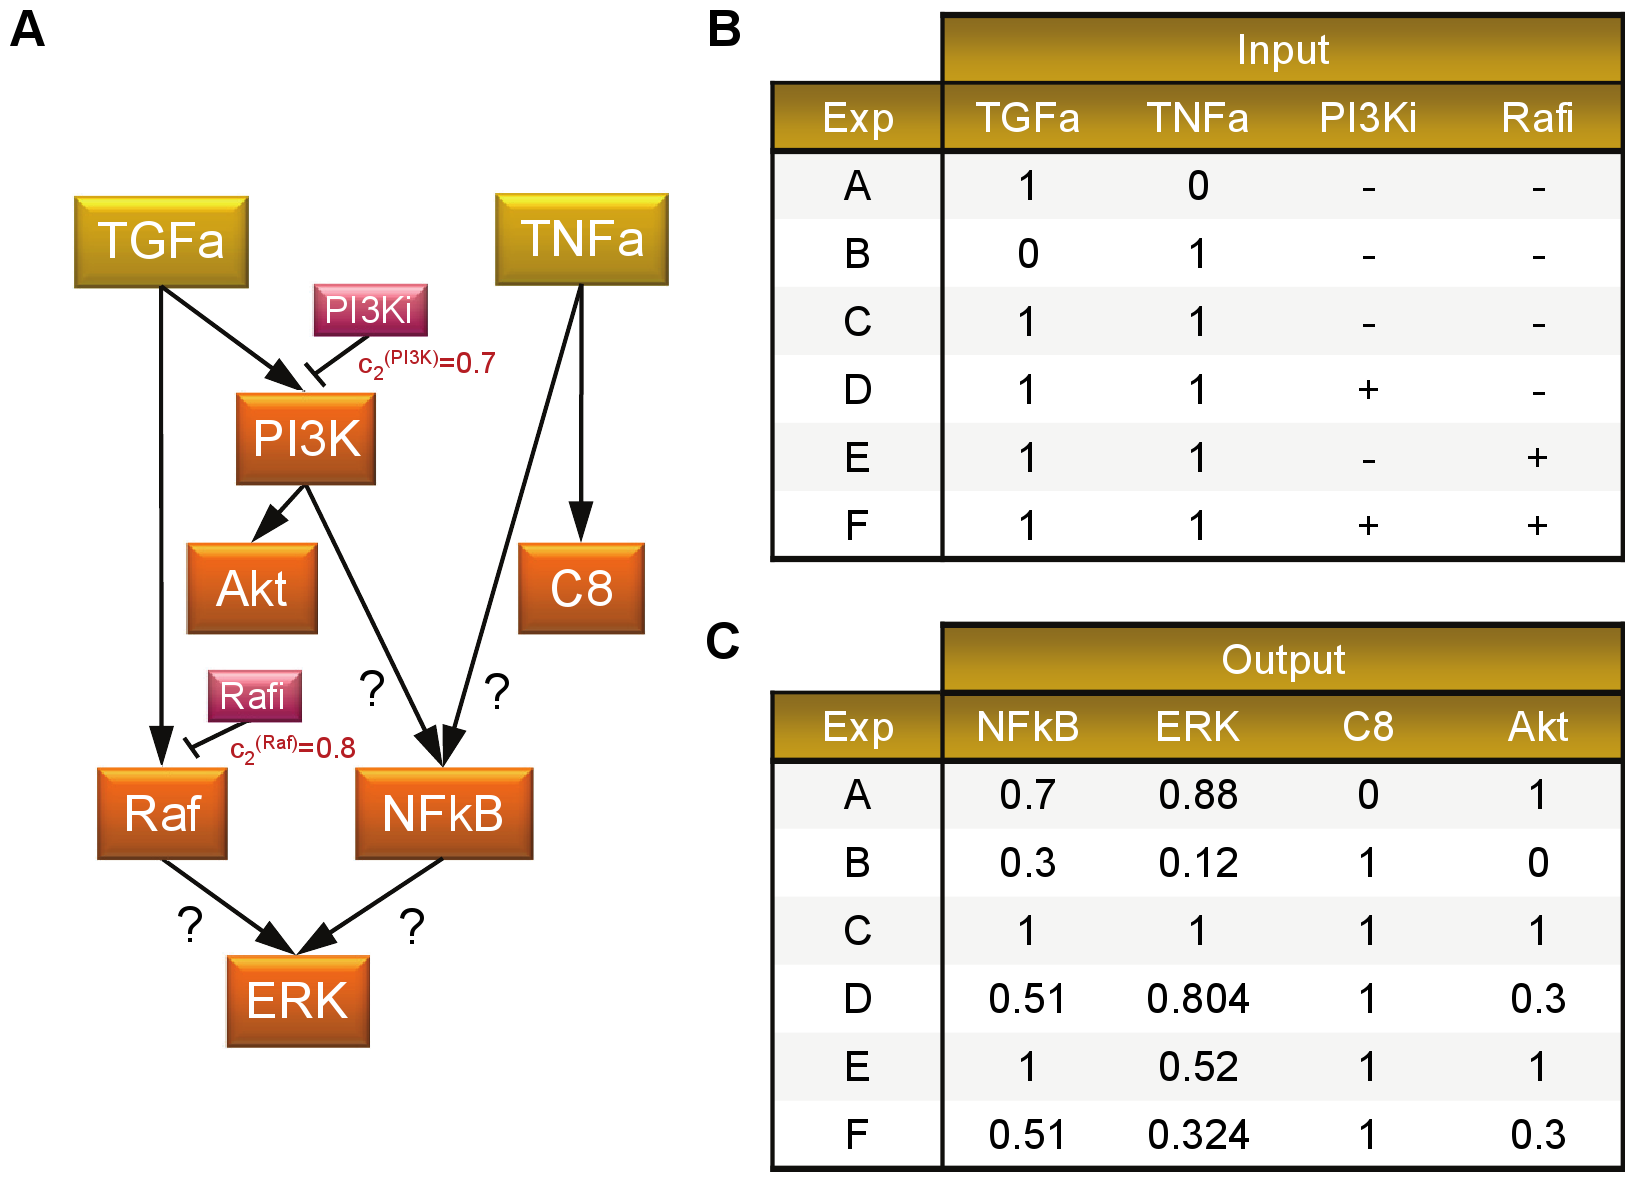 A
TGFa
TNFa
PI3Ki
c2(PI3K)=0.7
PI3K
Akt
C8
? ?
Rafi
c2(Raf)=0.8
Raf
NFkB
? ?
ERK
B
Input
Exp TGFa TNFa PI3Ki Rafi
A 1 0 - -
B 0 1 - -
C 1 1 - -
D 1 1 + -
E 1 1 - +
F 1 1 + +
C
Output
Exp NFkB ERK C8 Akt
A 0.7 0.88 0 1
B 0.3 0.12 1 0
C 1 1 1 1
D 0.51 0.804 1 0.3
E 1 0.52 1 1
F 0.51 0.324 1 0.3